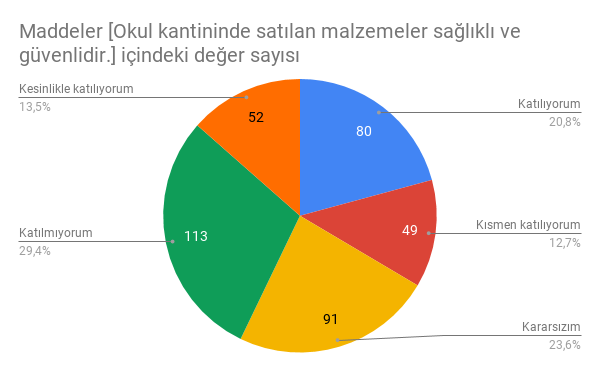 Maddeler [Okul kantininde satılan malzemeler sağlıklı ve
güvenlidir.] içindeki değer sayısı
Kesinlikle katılıyorum
13,5%
52
Katılıyorum
20,8%
80
Kısmen katılıyorum
12,7%
49
Katılmıyorum
29,4%
113
Kararsızım
23,6%
91